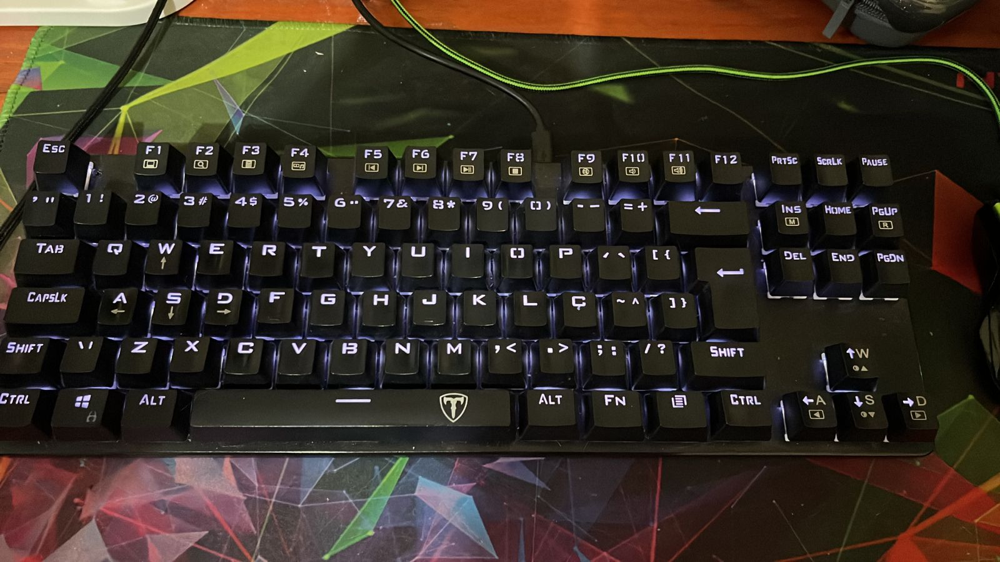 Esc F1 F2 F3 F4 F5 F6 F7 F8 F9 F10 F11 F12 PrtSc ScrLk Pause
' " 1 ! 2 @ 3 # 4 $ 5 % 6 ¨ 7 & 8 * 9 ( 0 ) - — = + ← Ins M Home PgUp R
Tab Q W ↑ E R T Y U I O P ´ ` [ { ↵ Del End PgDn
CapsLk A ← S ↓ D → F G H J K L Ç ~ ^ ] }
Shift \ Z X C V B N M , < . > ; : / ? Shift ↑ W
Ctrl Alt Alt Fn Ctrl ← A ↓ S → D